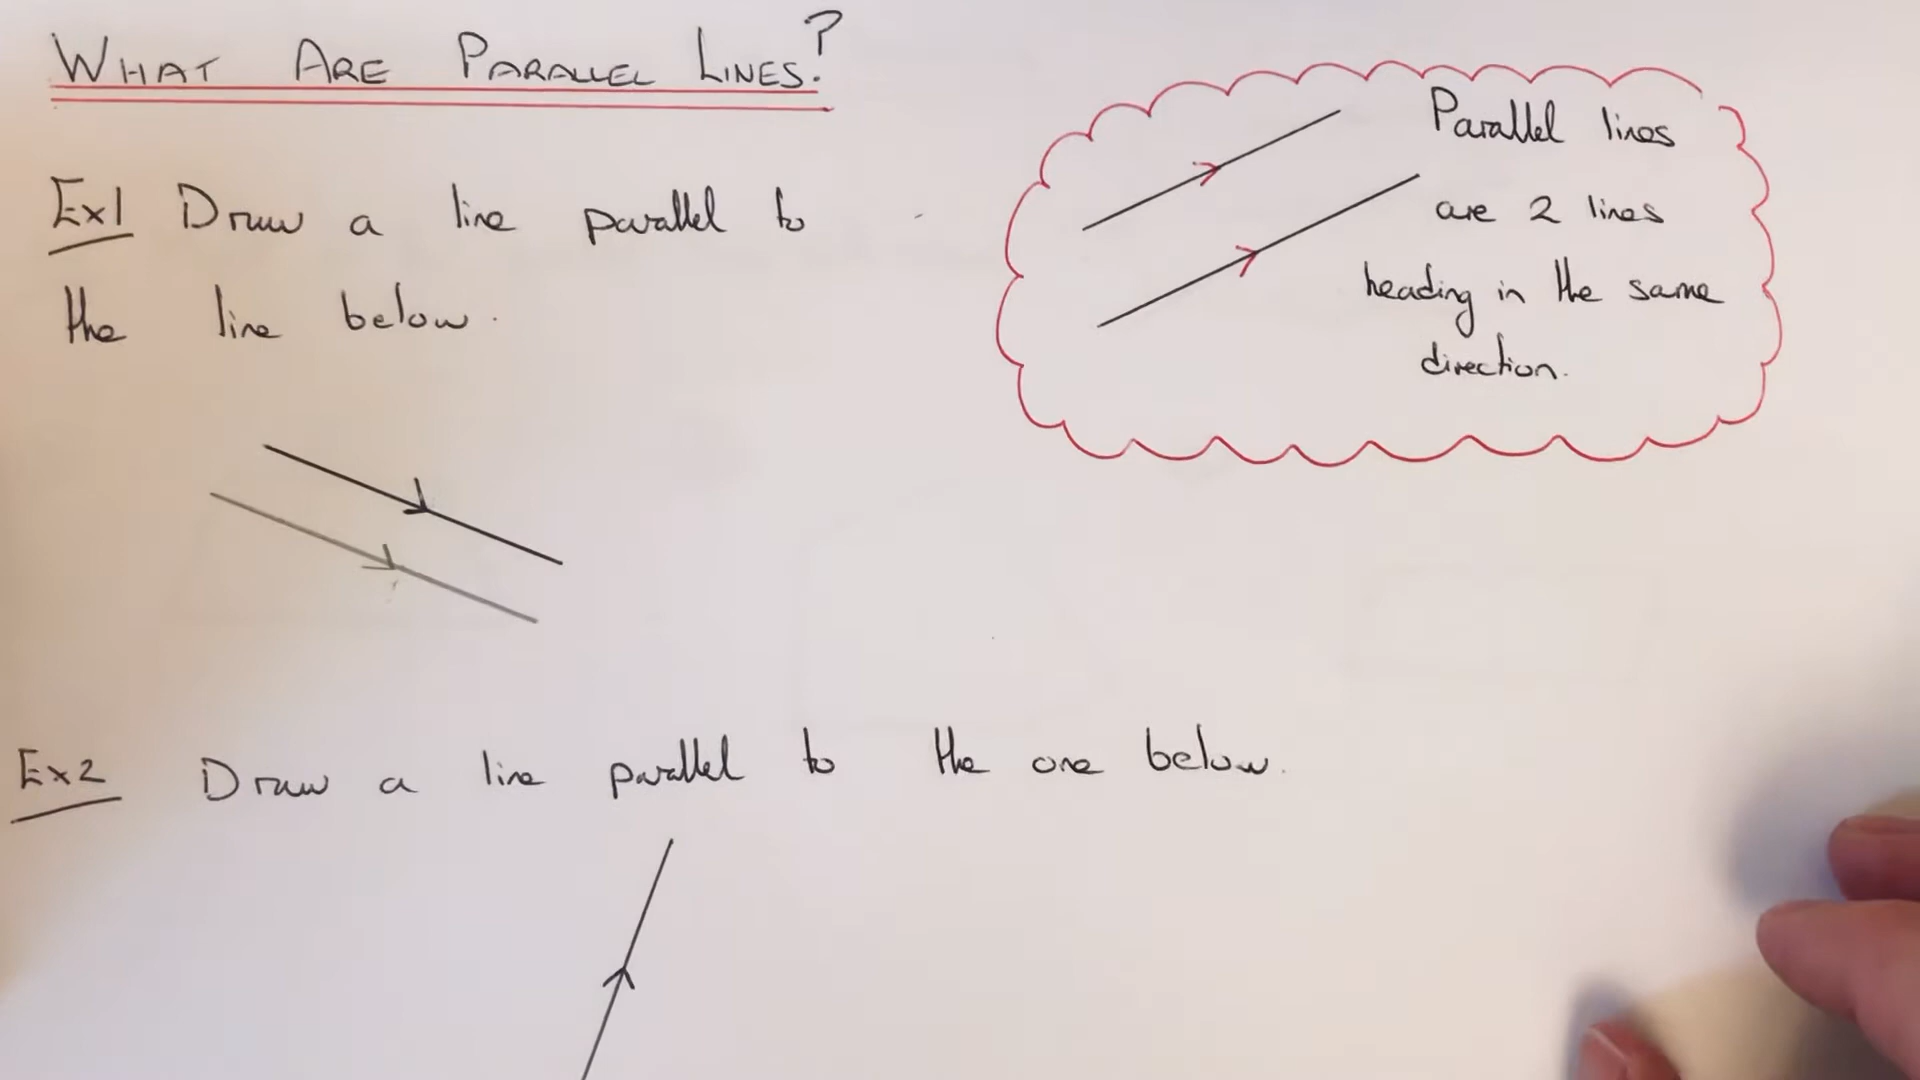 WHAT ARE PARALLEL LINES?
Ex1 Draw a line parallel to
the line below.
Parallel lines
are 2 lines
heading in the same
direction.
Ex2 Draw a line parallel to the one below.